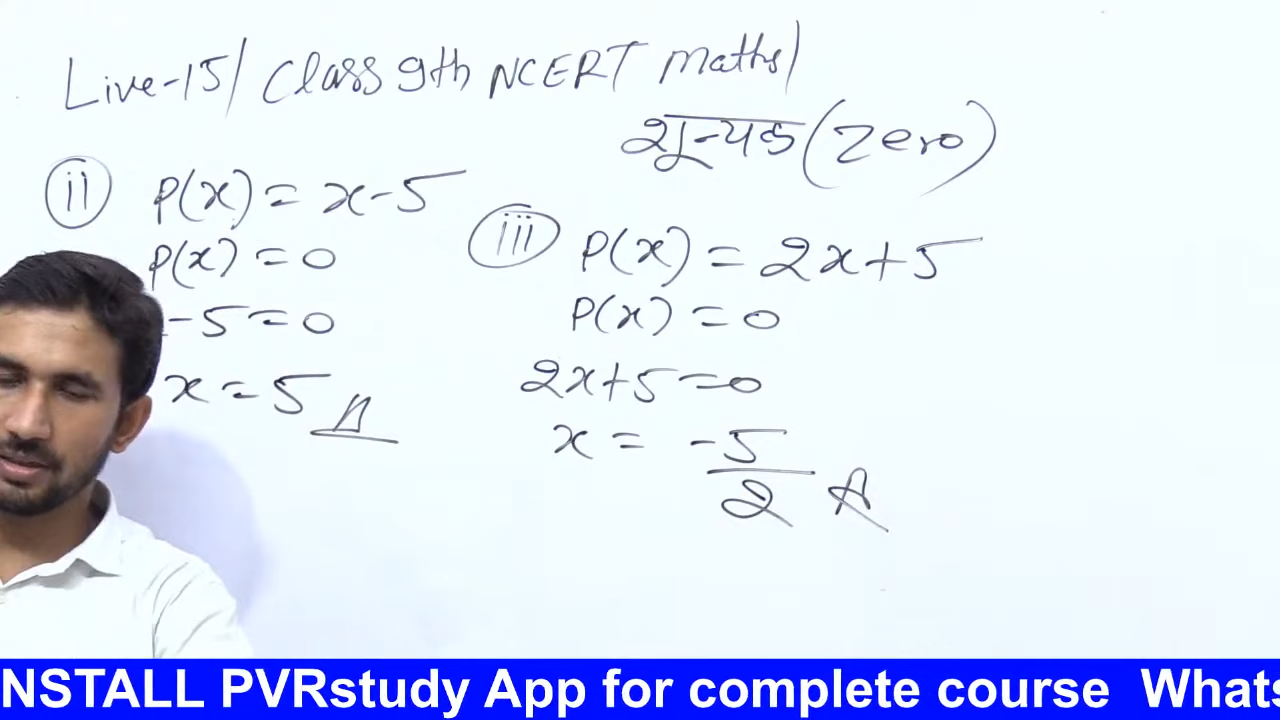 Live-15/ Class 9th NCERT Maths/
शून्यक (Zero)
ii P(x) = x-5
P(x) = 0
-5=0
x = 5 A
iii P(x) = 2x+5
P(x) = 0
2x+5=0
x = -5/2 A
NSTALL PVRstudy App for complete course Whats